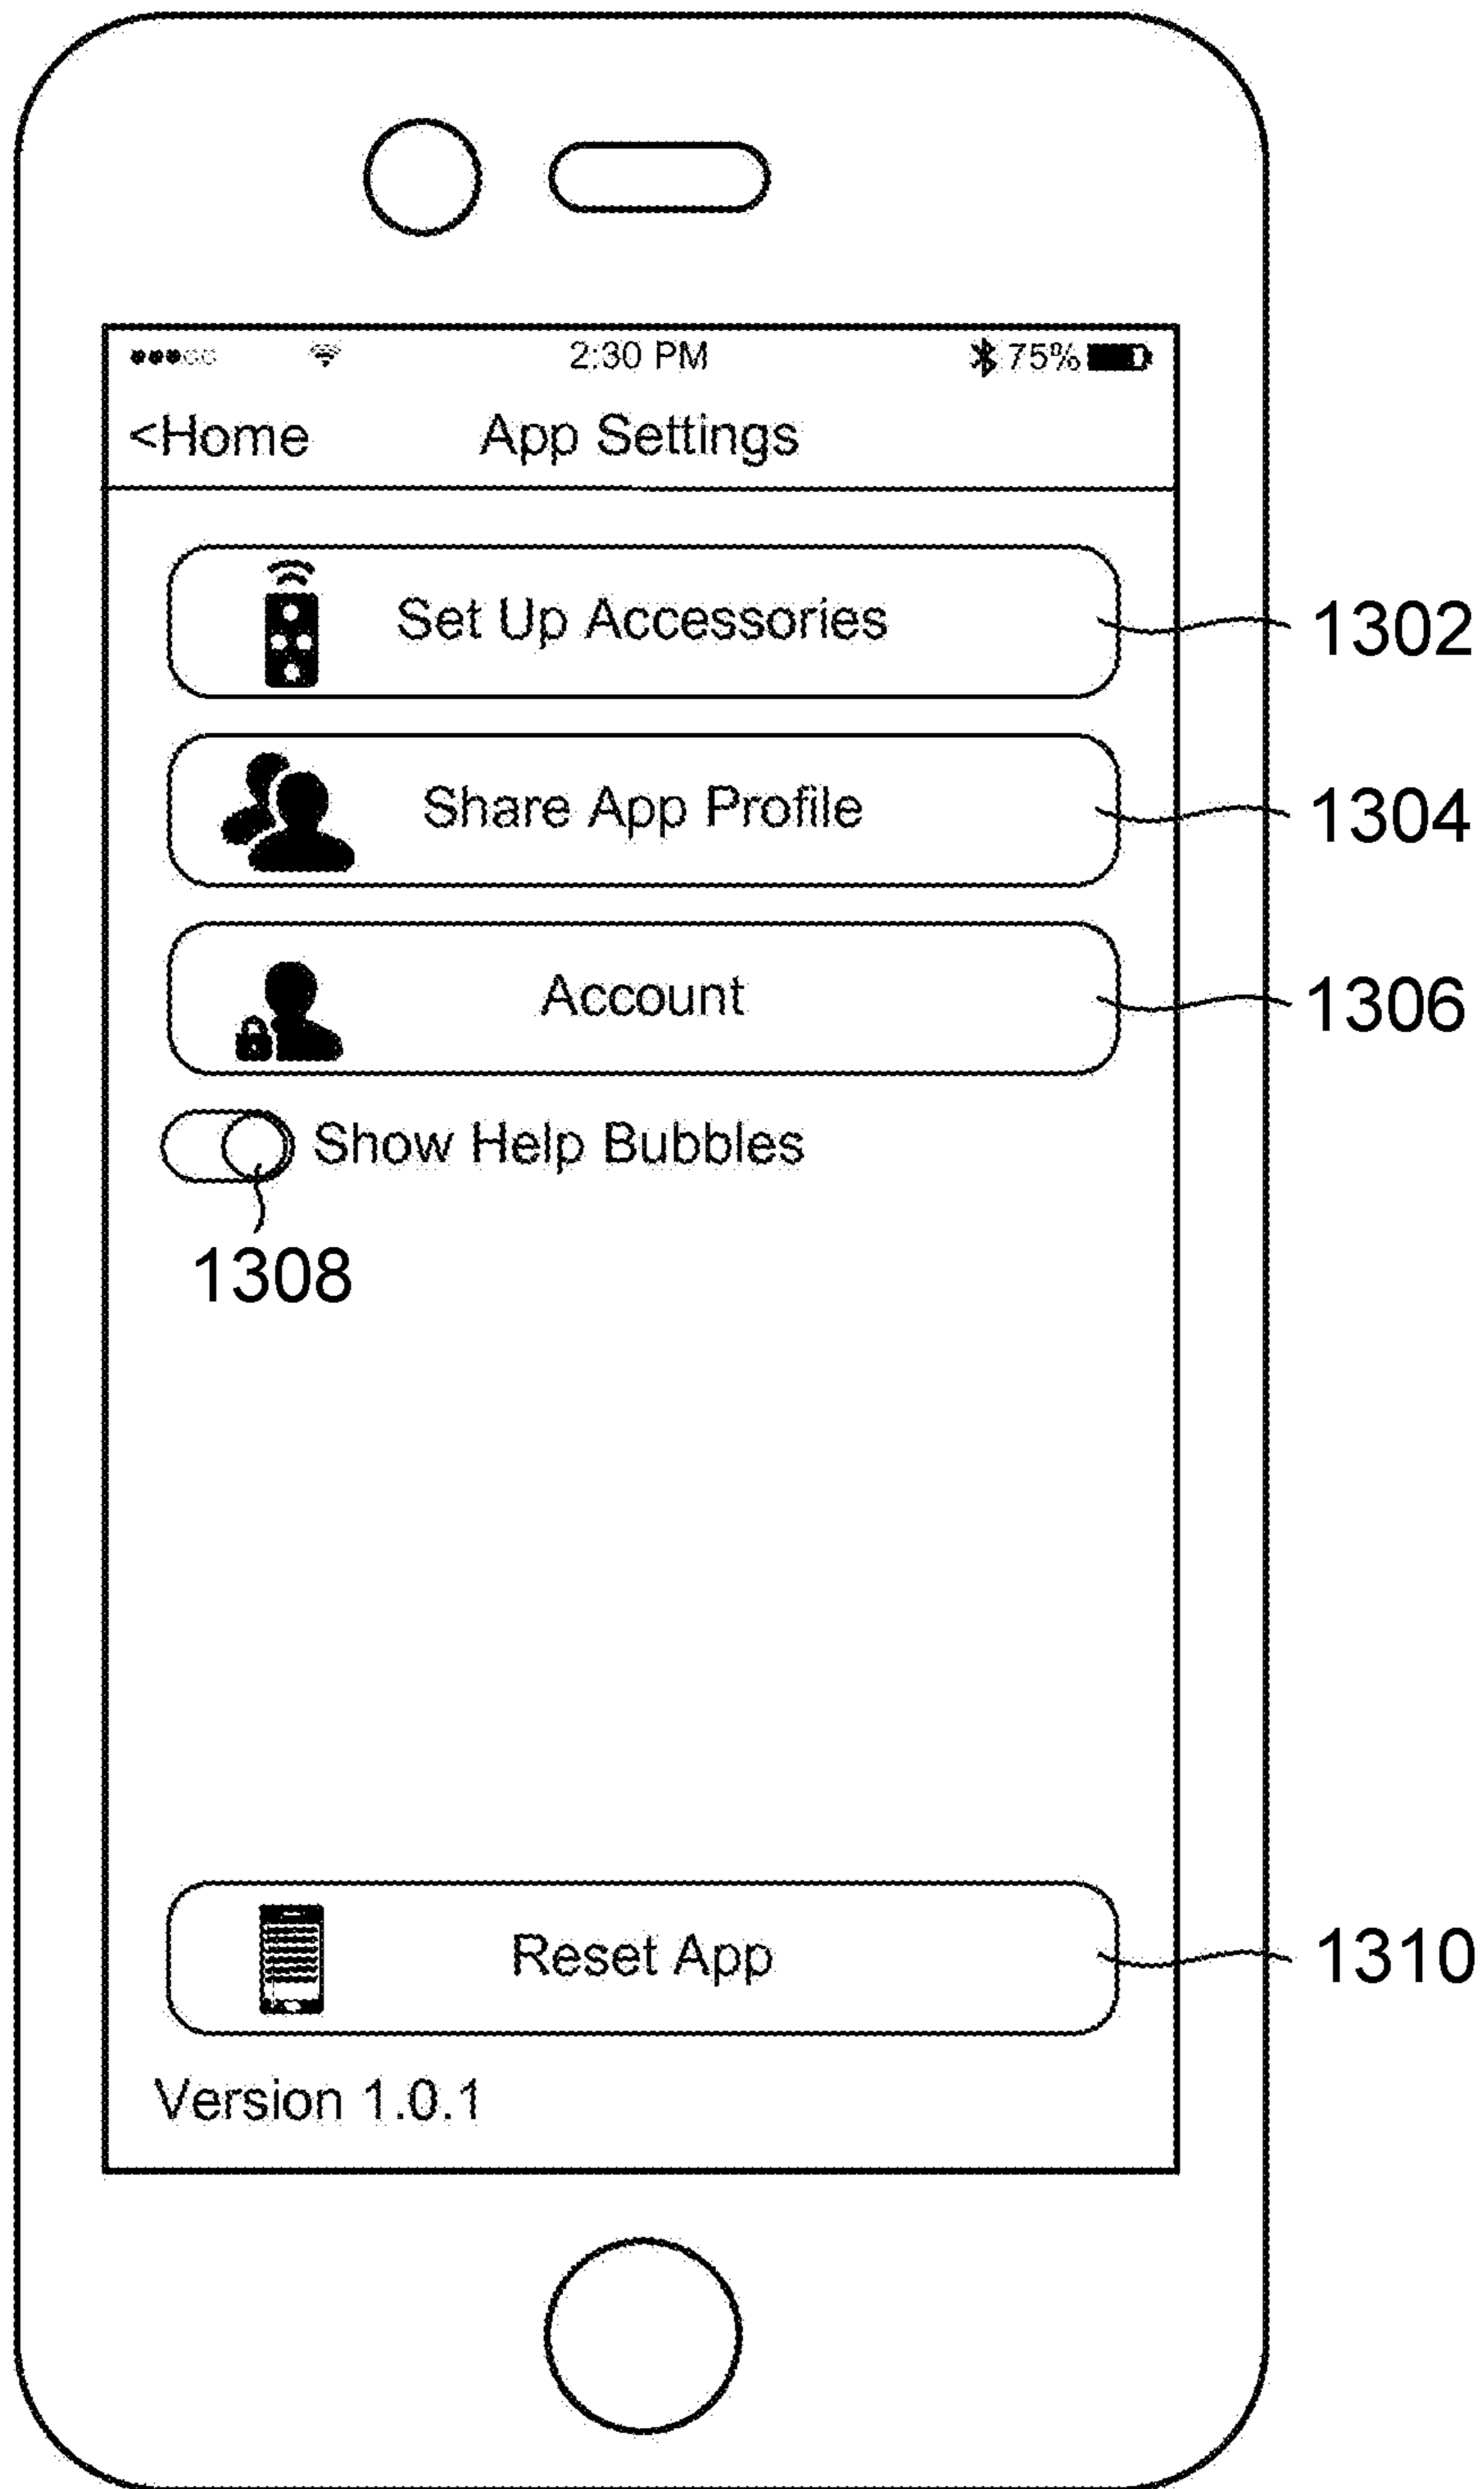 2:30 PM 75%
<Home App Settings
Set Up Accessories 1302
Share App Profile 1304
Account 1306
Show Help Bubbles
1308
Reset App 1310
Version 1.0.1